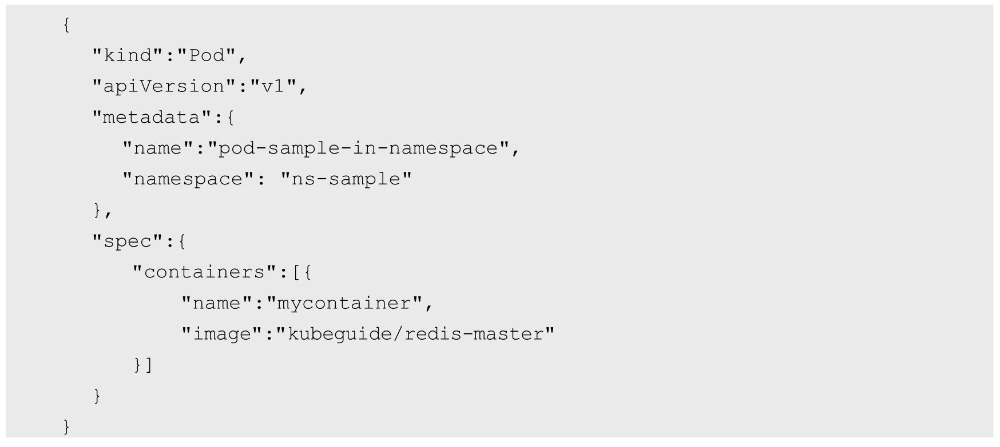 {
"kind":"Pod",
"apiVersion":"v1",
"metadata":{
"name":"pod-sample-in-namespace",
"namespace": "ns-sample"
},
"spec":{
"containers":[{
"name":"mycontainer",
"image":"kubeguide/redis-master"
}]
}
}